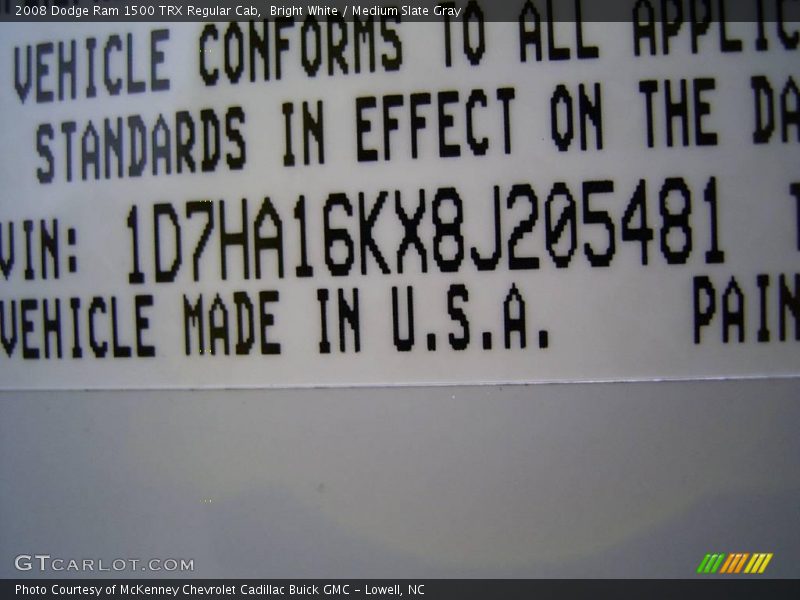 2008 Dodge Ram 1500 TRX Regular Cab, Bright White / Medium Slate Gray
VEHICLE CONFORMS TO ALL APPLIC
STANDARDS IN EFFECT ON THE DA
VIN: 1D7HA16KX8J205481
VEHICLE MADE IN U.S.A. PAIN
GTCARLOT.COM
Photo Courtesy of McKenney Chevrolet Cadillac Buick GMC - Lowell, NC